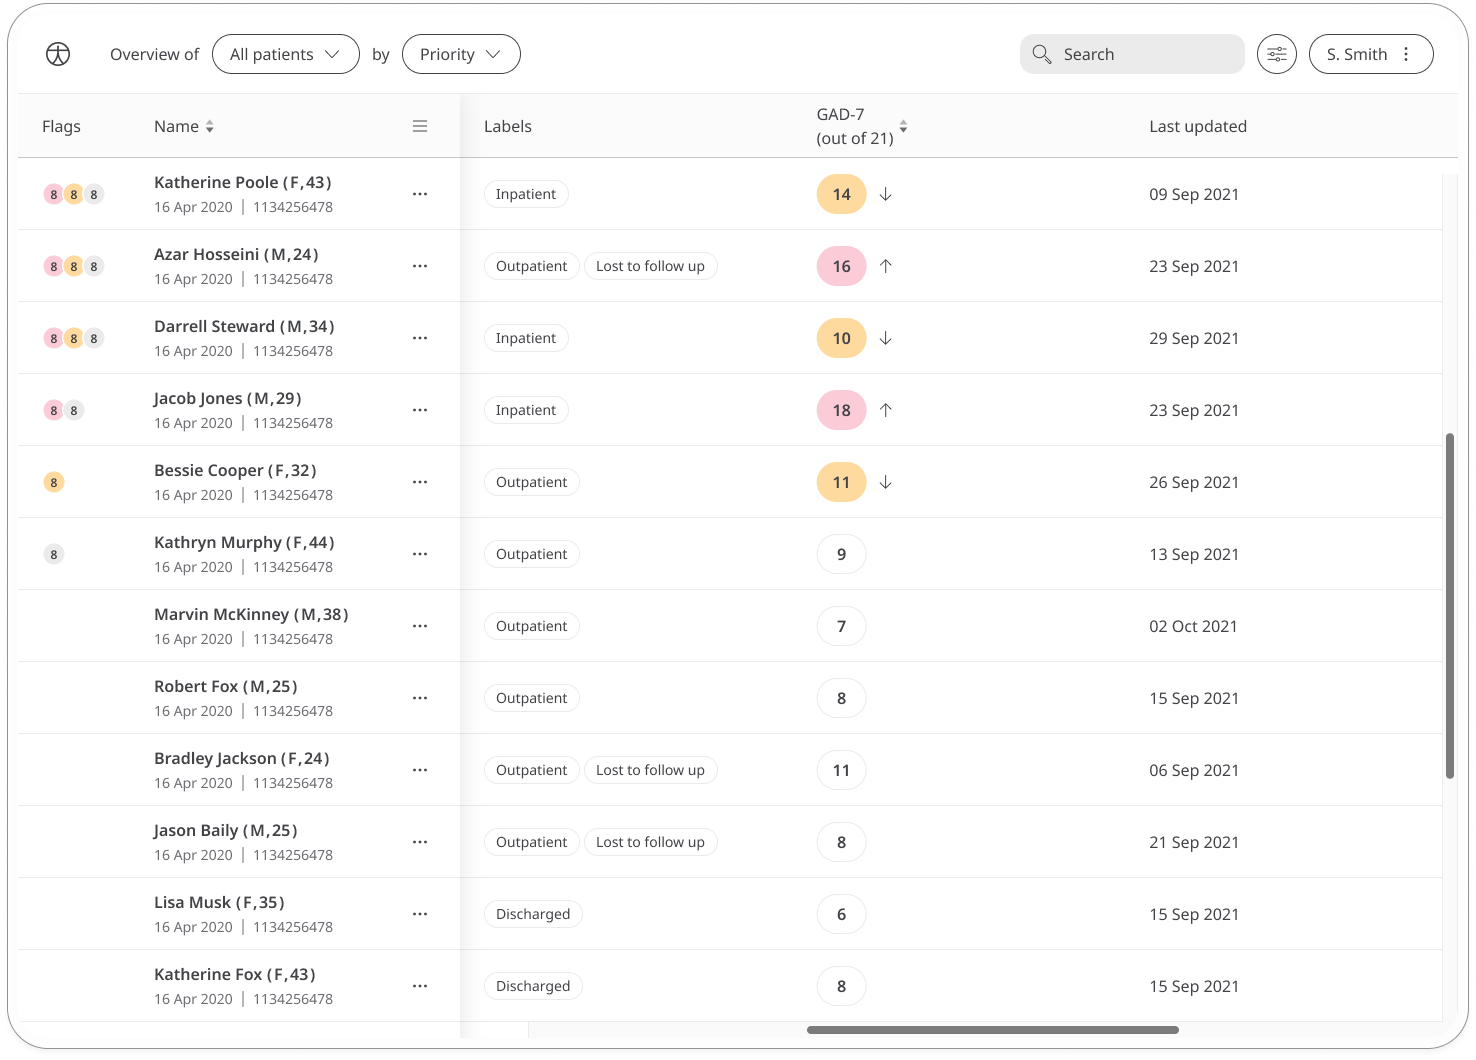 Overview of All patients by Priority Search S. Smith
Flags Name Labels GAD-7 Last updated
(out of 21)
8 8 8 Katherine Poole (F,43) Inpatient 14 09 Sep 2021
16 Apr 2020 | 1134256478
8 8 8 Azar Hosseini (M,24) Outpatient Lost to follow up 16 23 Sep 2021
16 Apr 2020 | 1134256478
8 8 8 Darrell Steward (M,34) Inpatient 10 29 Sep 2021
16 Apr 2020 | 1134256478
8 8 Jacob Jones (M,29) Inpatient 18 23 Sep 2021
16 Apr 2020 | 1134256478
8 Bessie Cooper (F,32) Outpatient 11 26 Sep 2021
16 Apr 2020 | 1134256478
8 Kathryn Murphy (F,44) Outpatient 9 13 Sep 2021
16 Apr 2020 | 1134256478
Marvin McKinney (M,38) Outpatient 7 02 Oct 2021
16 Apr 2020 | 1134256478
Robert Fox (M,25) Outpatient 8 15 Sep 2021
16 Apr 2020 | 1134256478
Bradley Jackson (F,24) Outpatient Lost to follow up 11 06 Sep 2021
16 Apr 2020 | 1134256478
Jason Baily (M,25) Outpatient Lost to follow up 8 21 Sep 2021
16 Apr 2020 | 1134256478
Lisa Musk (F,35) Discharged 6 15 Sep 2021
16 Apr 2020 | 1134256478
Katherine Fox (F,43) Discharged 8 15 Sep 2021
16 Apr 2020 | 1134256478